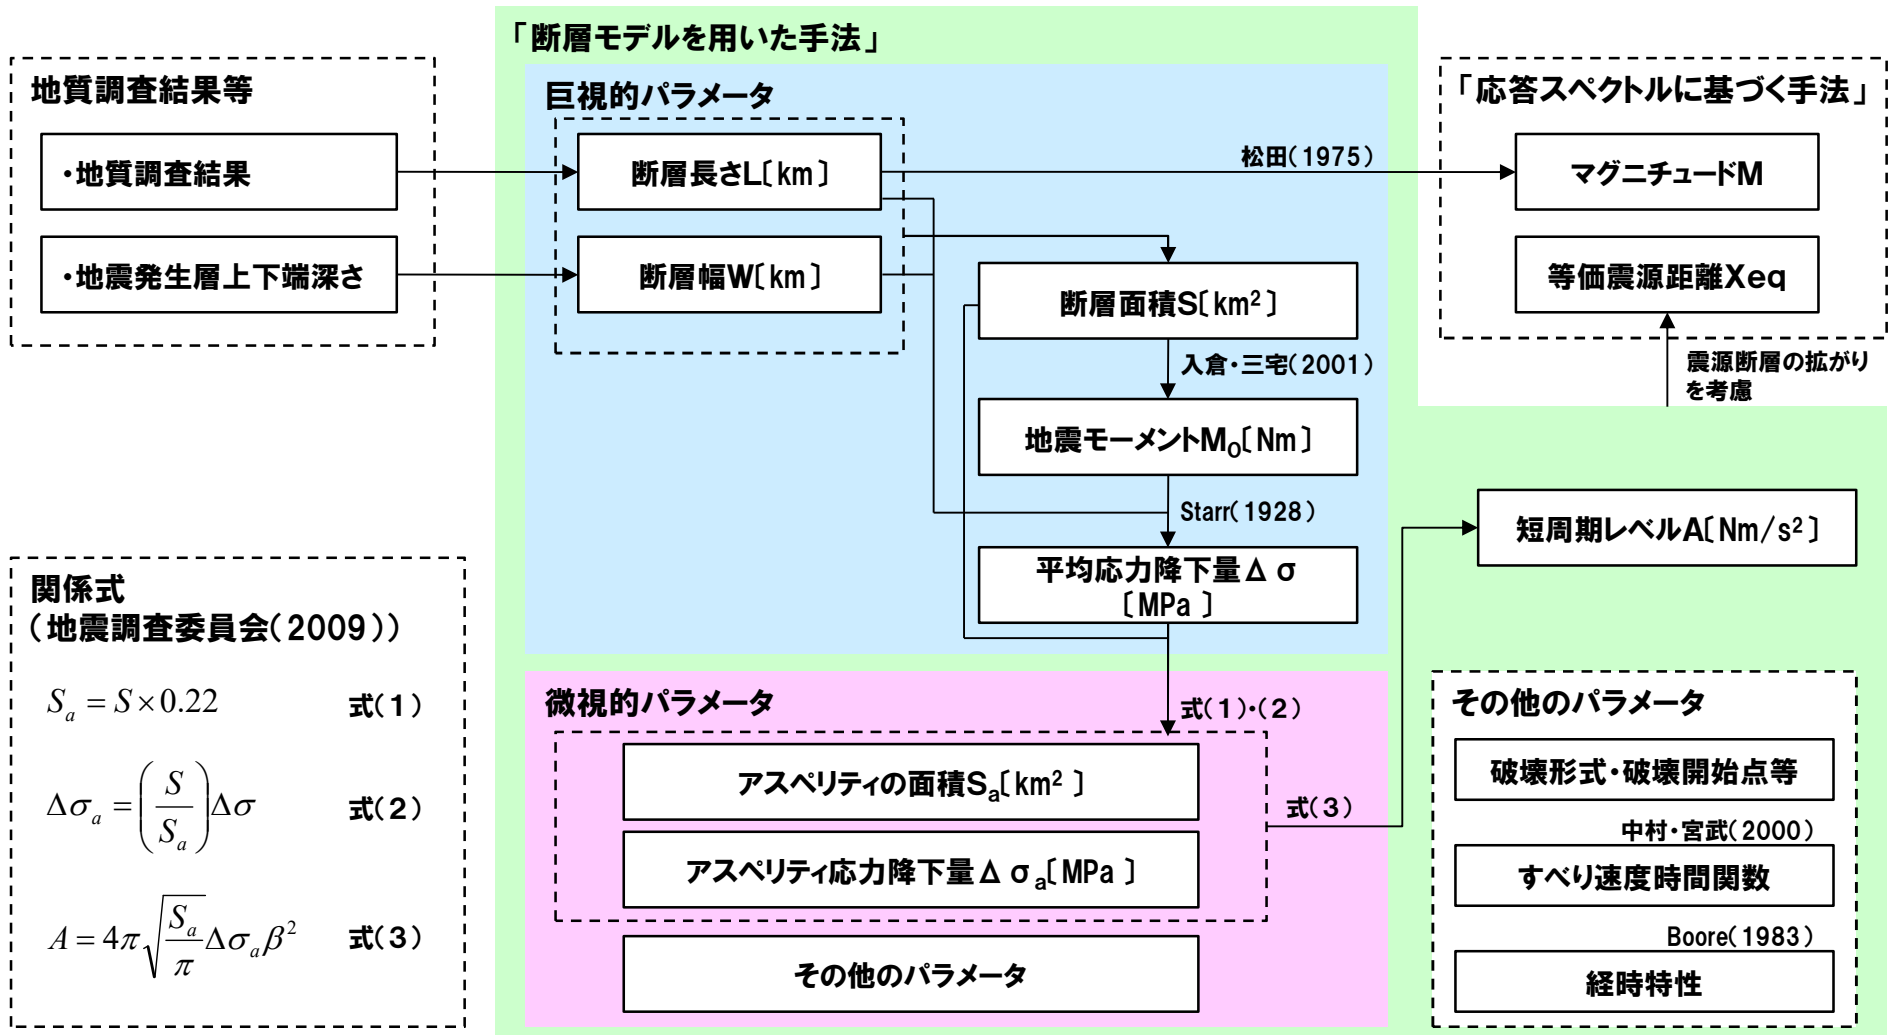 「断層モデルを用いた手法」
地質調査結果等
・地質調査結果
・地震発生層上下端深さ
巨視的パラメータ
断層長さL〔km〕
断層幅W〔km〕
松田(1975)
断層面積S〔km²〕
入倉・三宅(2001)
地震モーメントM₀〔Nm〕
Starr(1928)
平均応力降下量Δσ
〔MPa〕
「応答スペクトルに基づく手法」
マグニチュードM
等価震源距離Xeq
震源断層の拡がり
を考慮
短周期レベルA〔Nm/s²〕
関係式
(地震調査委員会(2009))
Sₐ = S × 0.22 式(1)
Δσₐ = (S/Sₐ)Δσ 式(2)
A = 4π√(Sₐ/π)Δσₐβ² 式(3)
微視的パラメータ
式(1)・(2)
アスペリティの面積Sₐ〔km²〕
アスペリティ応力降下量Δσₐ〔MPa〕
式(3)
その他のパラメータ
その他のパラメータ
破壊形式・破壊開始点等
中村・宮武(2000)
すべり速度時間関数
Boore(1983)
経時特性